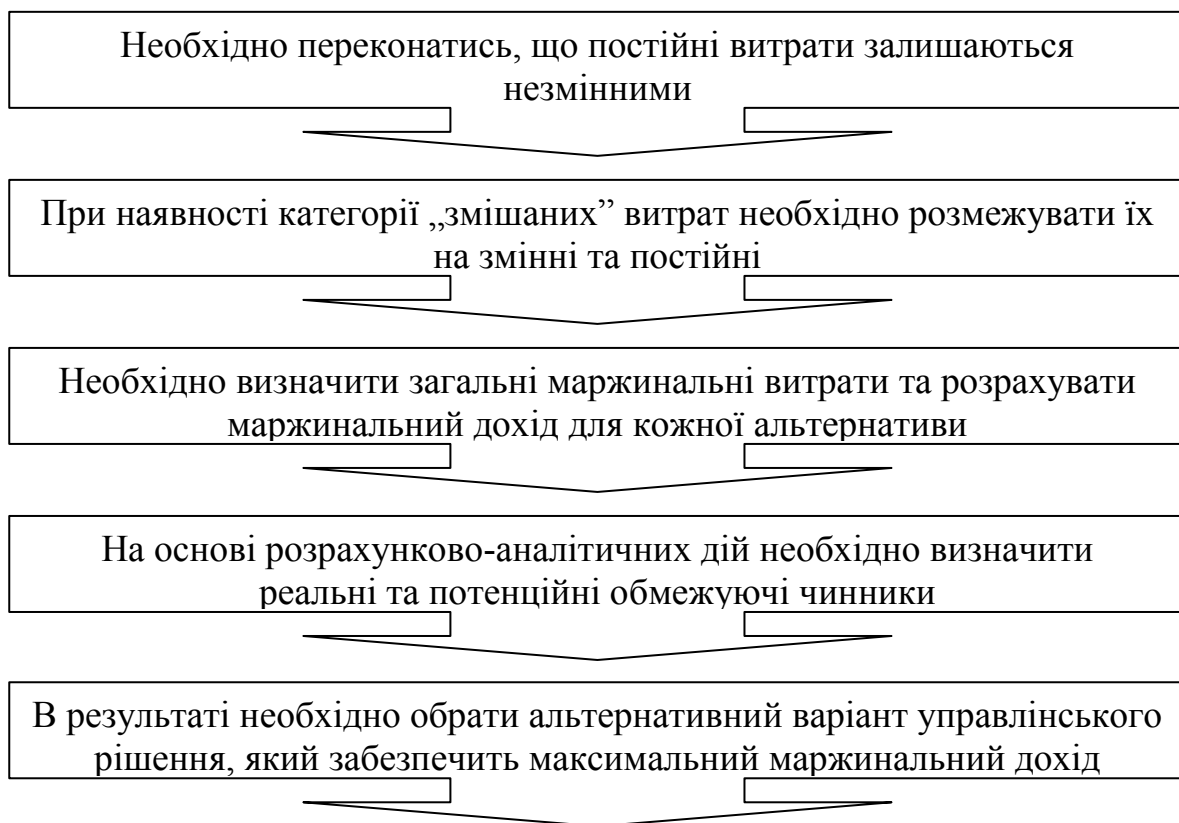 Необхідно переконатись, що постійні витрати залишаються
незмінними
При наявності категорії „змішаних” витрат необхідно розмежувати їх
на змінні та постійні
Необхідно визначити загальні маржинальні витрати та розрахувати
маржинальний дохід для кожної альтернативи
На основі розрахунково-аналітичних дій необхідно визначити
реальні та потенційні обмежуючі чинники
В результаті необхідно обрати альтернативний варіант управлінського
рішення, який забезпечить максимальний маржинальний дохід